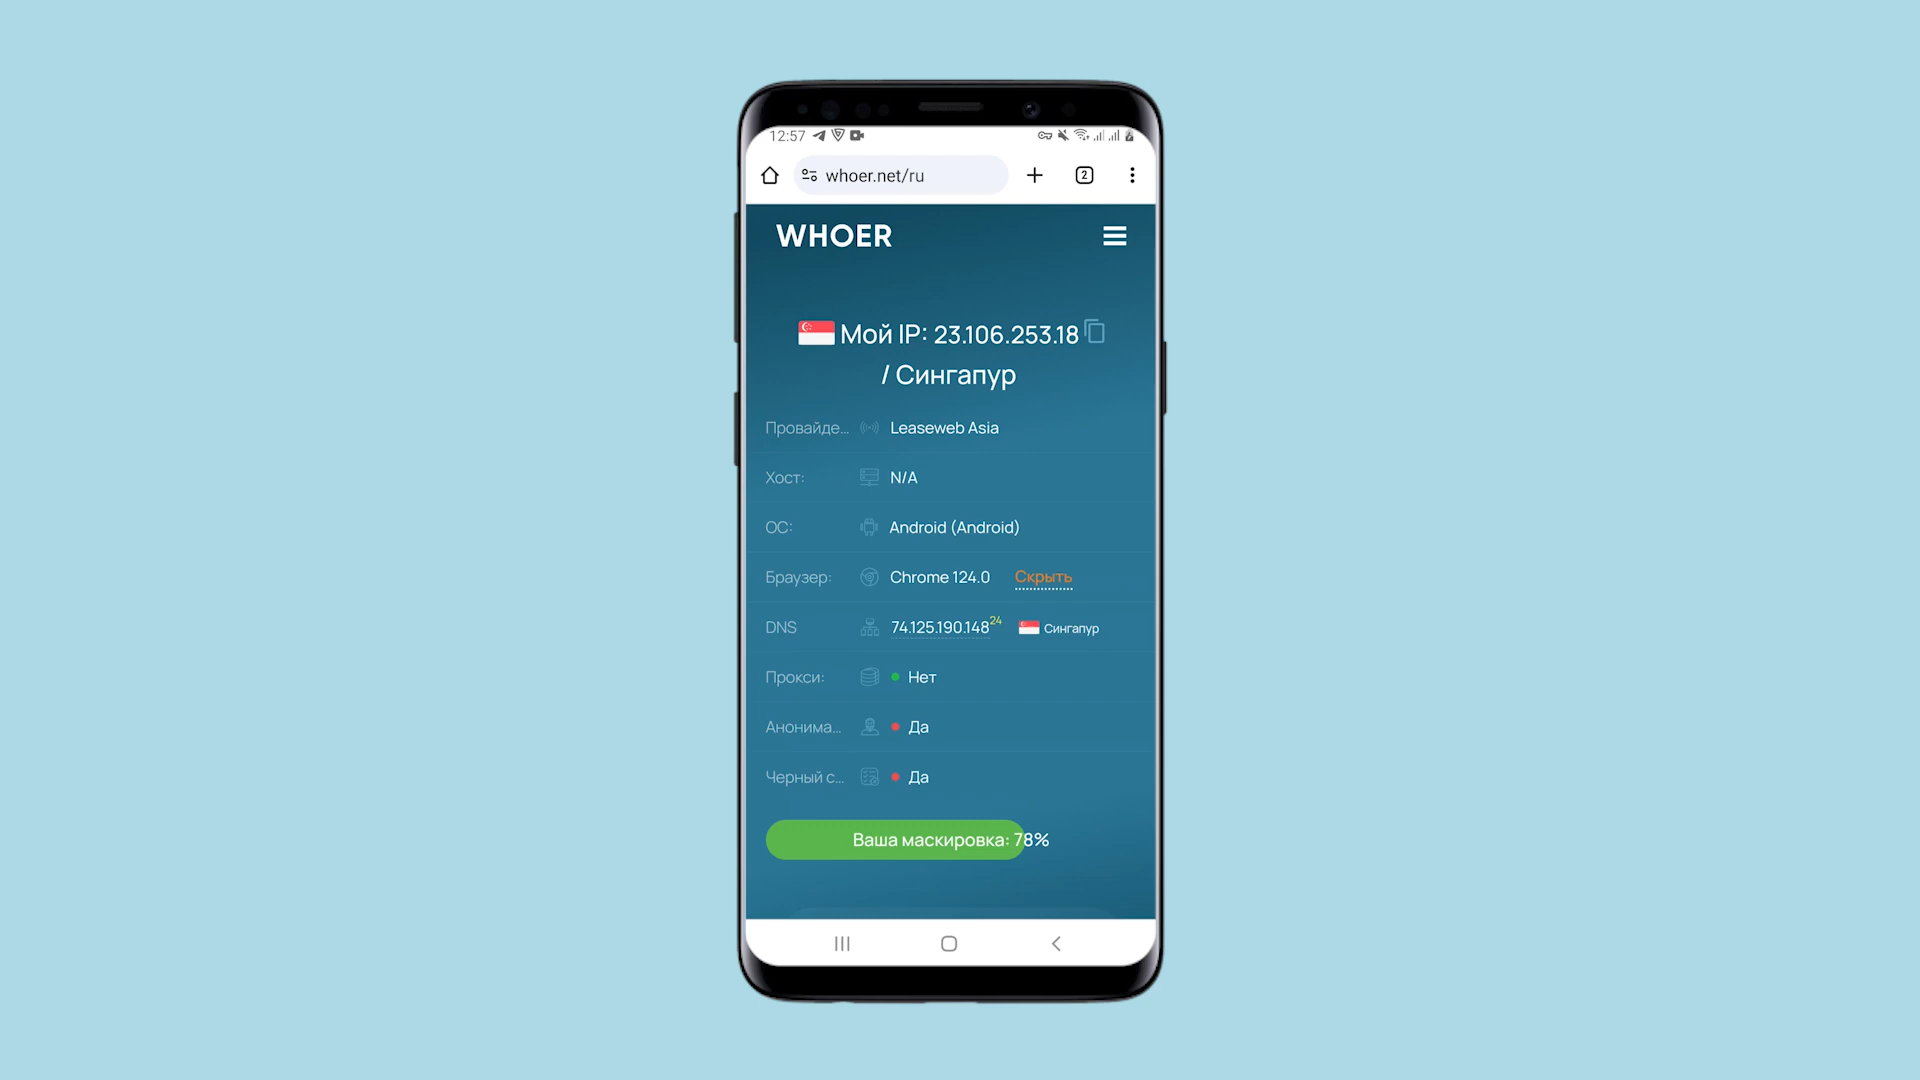 12:57
whoer.net/ru
2
WHOER
Мой IP: 23.106.253.18
/ Сингапур
Провайде... Leaseweb Asia
Хост: N/A
ОС: Android (Android)
Браузер: Chrome 124.0 Скрыть
DNS 74.125.190.148 24 Сингапур
Прокси: Нет
Анонима... Да
Черный с... Да
Ваша маскировка: 78%